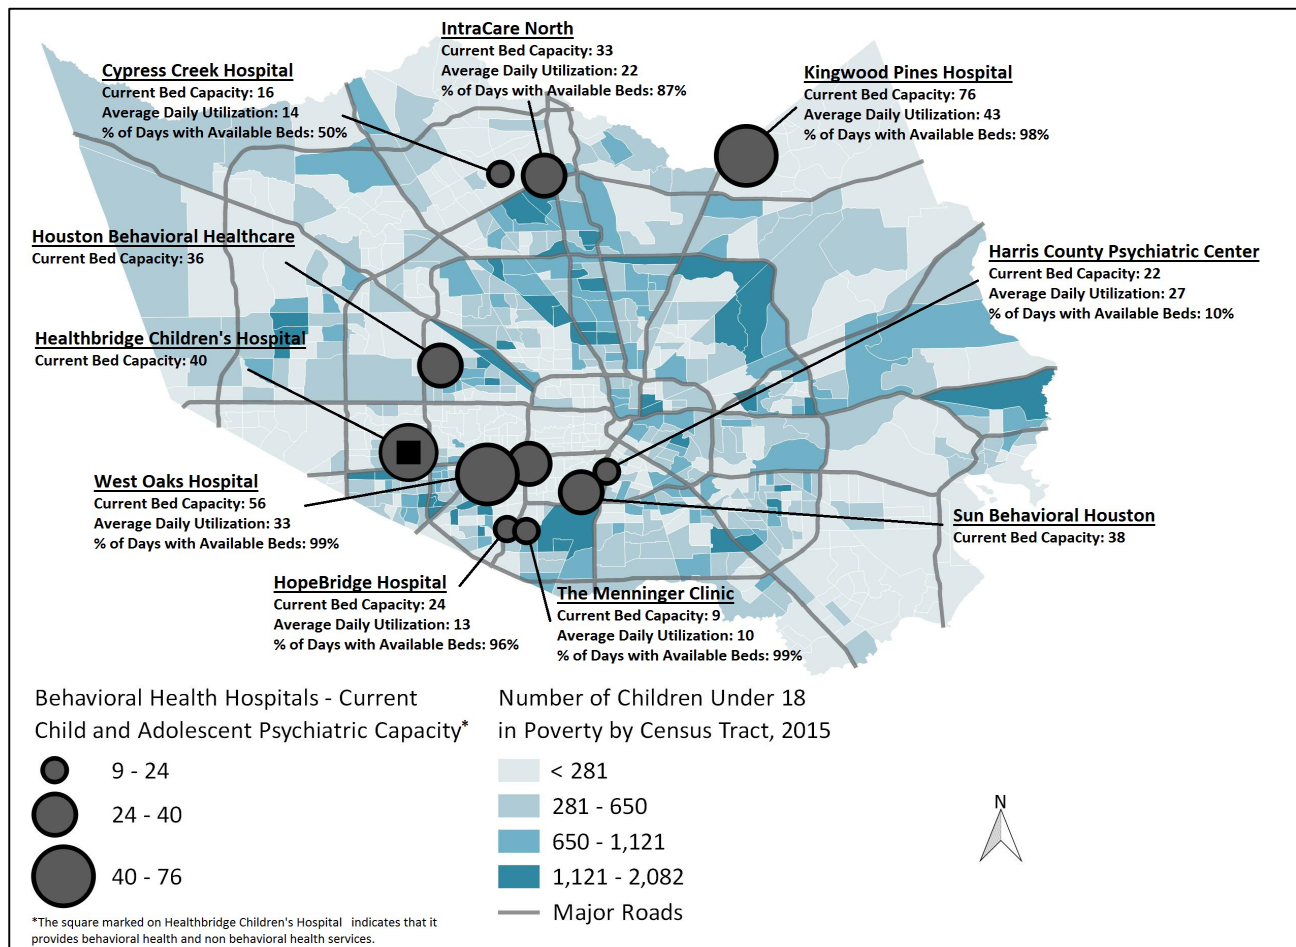 IntraCare North
Current Bed Capacity: 33
Average Daily Utilization: 22
% of Days with Available Beds: 87%
Cypress Creek Hospital
Current Bed Capacity: 16
Average Daily Utilization: 14
% of Days with Available Beds: 50%
Kingwood Pines Hospital
Current Bed Capacity: 76
Average Daily Utilization: 43
% of Days with Available Beds: 98%
Houston Behavioral Healthcare
Current Bed Capacity: 36
Harris County Psychiatric Center
Current Bed Capacity: 22
Average Daily Utilization: 27
% of Days with Available Beds: 10%
Healthbridge Children's Hospital
Current Bed Capacity: 40
West Oaks Hospital
Current Bed Capacity: 56
Average Daily Utilization: 33
% of Days with Available Beds: 99%
Sun Behavioral Houston
Current Bed Capacity: 38
HopeBridge Hospital
Current Bed Capacity: 24
Average Daily Utilization: 13
% of Days with Available Beds: 96%
The Menninger Clinic
Current Bed Capacity: 9
Average Daily Utilization: 10
% of Days with Available Beds: 99%
Behavioral Health Hospitals - Current
Child and Adolescent Psychiatric Capacity*
9 - 24
24 - 40
40 - 76
*The square marked on Healthbridge Children's Hospital indicates that it
provides behavioral health and non behavioral health services.
Number of Children Under 18
in Poverty by Census Tract, 2015
< 281
281 - 650
650 - 1,121
1,121 - 2,082
Major Roads
N